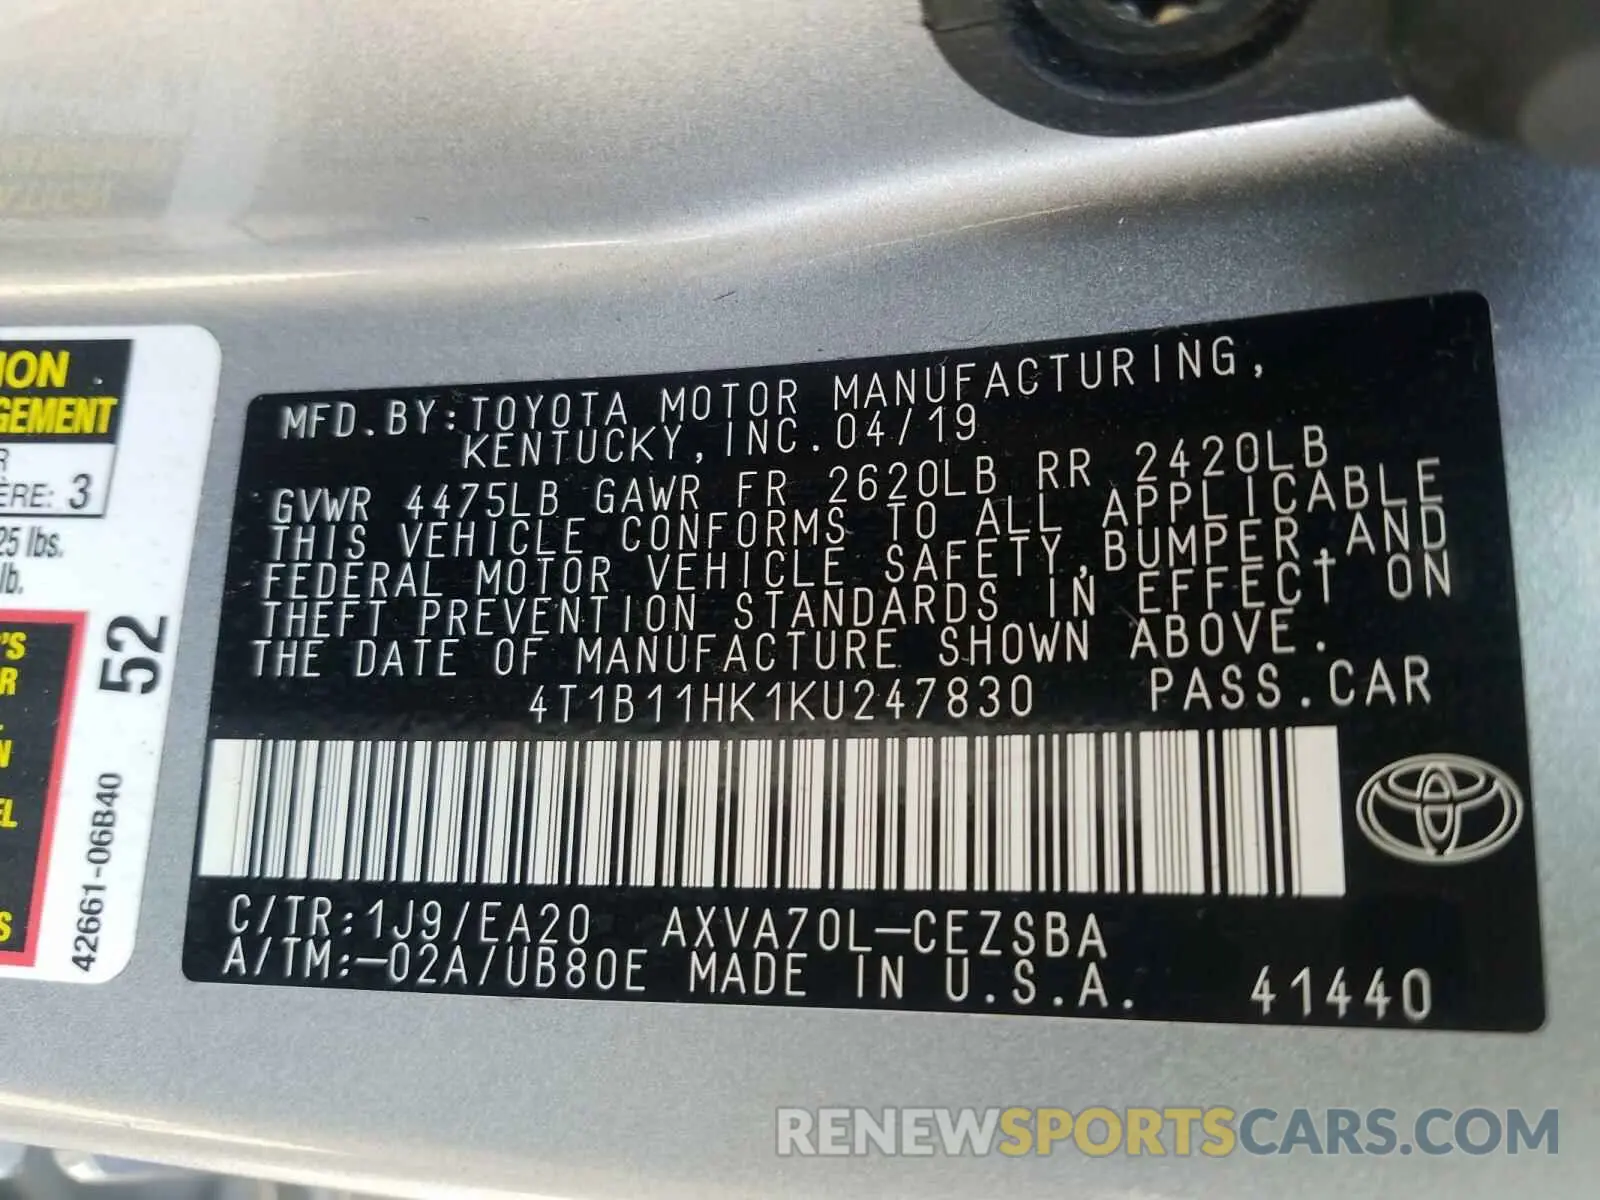 ION
GEMENT
R
ÈRE: 3
25 lbs.
lb.
'S
R
N
EL
S
52
42661-06B40
MFD.BY:TOYOTA MOTOR MANUFACTURING,
KENTUCKY,INC.04/19
GVWR 4475LB GAWR FR 2620LB RR 2420LB
THIS VEHICLE CONFORMS TO ALL APPLICABLE
FEDERAL MOTOR VEHICLE SAFETY,BUMPER,AND
THEFT PREVENTION STANDARDS IN EFFECT ON
THE DATE OF MANUFACTURE SHOWN ABOVE.
4T1B11HK1KU247830 PASS.CAR
C/TR:1J9/EA20 AXVA70L-CEZSBA
A/TM:-02A/UB80E MADE IN U.S.A. 41440
RENEWSPORTSCARS.COM